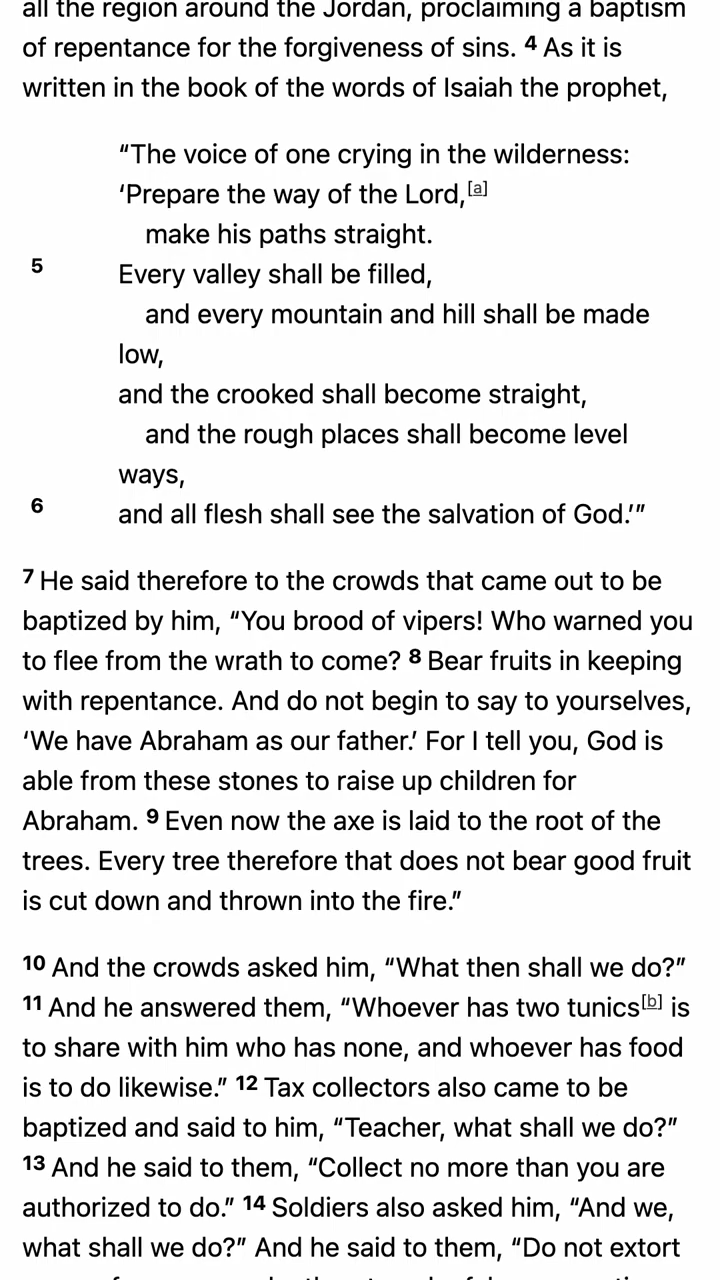 all the region around the Jordan, proclaiming a baptism
of repentance for the forgiveness of sins. 4 As it is
written in the book of the words of Isaiah the prophet,
“The voice of one crying in the wilderness:
‘Prepare the way of the Lord,[a]
make his paths straight.
5 Every valley shall be filled,
and every mountain and hill shall be made
low,
and the crooked shall become straight,
and the rough places shall become level
ways,
6 and all flesh shall see the salvation of God.’”
7 He said therefore to the crowds that came out to be
baptized by him, “You brood of vipers! Who warned you
to flee from the wrath to come? 8 Bear fruits in keeping
with repentance. And do not begin to say to yourselves,
‘We have Abraham as our father.’ For I tell you, God is
able from these stones to raise up children for
Abraham. 9 Even now the axe is laid to the root of the
trees. Every tree therefore that does not bear good fruit
is cut down and thrown into the fire.”
10 And the crowds asked him, “What then shall we do?”
11 And he answered them, “Whoever has two tunics[b] is
to share with him who has none, and whoever has food
is to do likewise.” 12 Tax collectors also came to be
baptized and said to him, “Teacher, what shall we do?”
13 And he said to them, “Collect no more than you are
authorized to do.” 14 Soldiers also asked him, “And we,
what shall we do?” And he said to them, “Do not extort